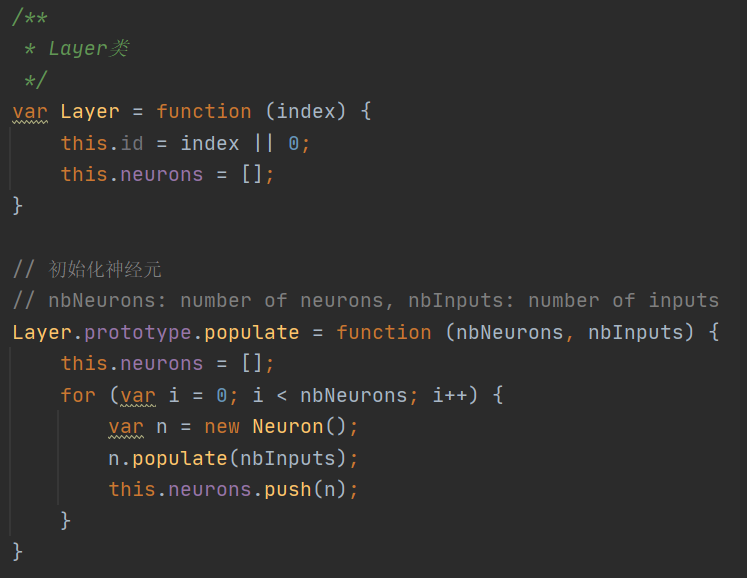 /**
 * Layer类
 */
var Layer = function (index) {
    this.id = index || 0;
    this.neurons = [];
}
// 初始化神经元
// nbNeurons: number of neurons, nbInputs: number of inputs
Layer.prototype.populate = function (nbNeurons, nbInputs) {
    this.neurons = [];
    for (var i = 0; i < nbNeurons; i++) {
        var n = new Neuron();
        n.populate(nbInputs);
        this.neurons.push(n);
    }
}